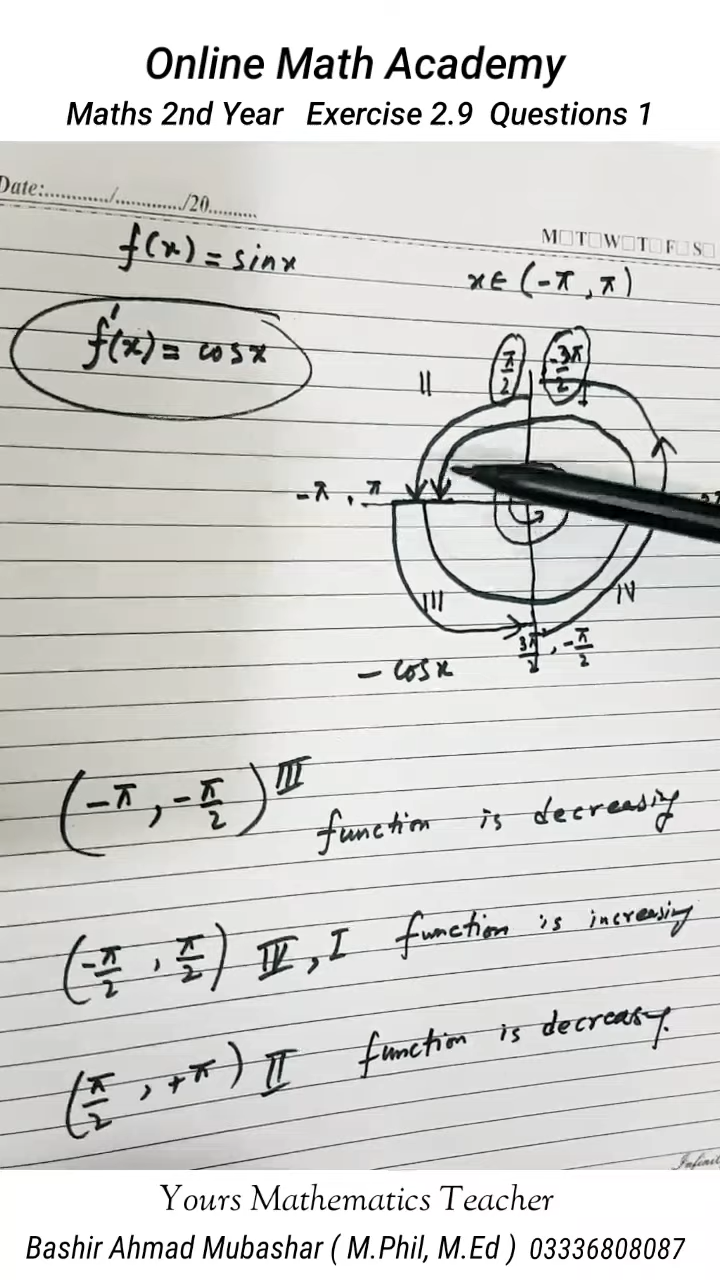 Online Math Academy
Maths 2nd Year Exercise 2.9 Questions 1
Date:............/............./20..........
M□T□W□T□F□S□
f(x) = sinx
x∈ (-π, π)
f'(x) = cosx
π/2
-3π/2
II
-π, π
III
IV
3π/2, -π/2
- cosx
(-π, -π/2) III
function is decreasiy
(-π/2, π/2) IV, I function is increasing
(π/2, +π) II function is decreasy.
Yours Mathematics Teacher
Bashir Ahmad Mubashar ( M.Phil, M.Ed ) 03336808087